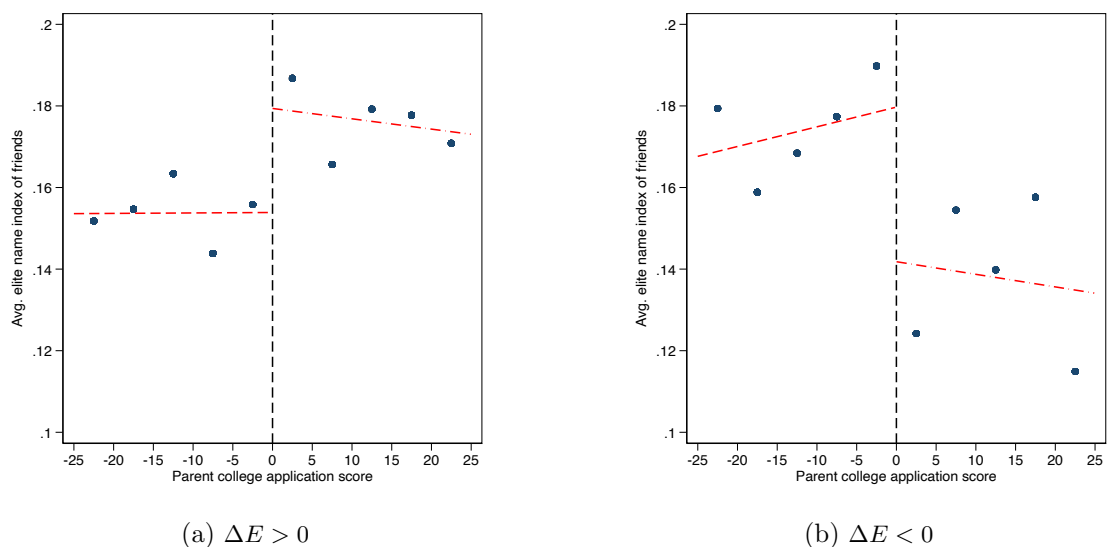 .2
.18
.16
.14
.12
.1
Avg. elite name index of friends
-25 -20 -15 -10 -5 0 5 10 15 20 25
Parent college application score
(a) ΔE > 0
.2
.18
.16
.14
.12
.1
Avg. elite name index of friends
-25 -20 -15 -10 -5 0 5 10 15 20 25
Parent college application score
(b) ΔE < 0